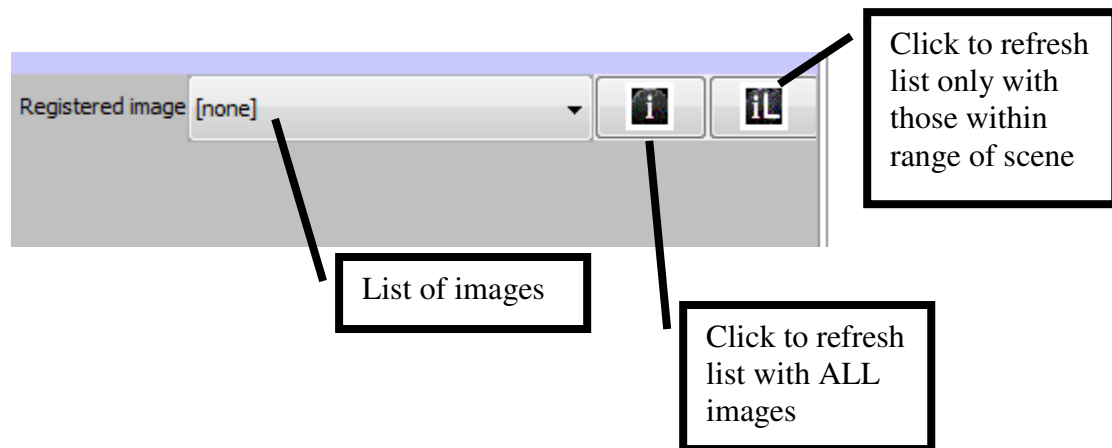 Click to refresh
list only with
those within
range of scene
Registered image [none] i iL
List of images
Click to refresh
list with ALL
images